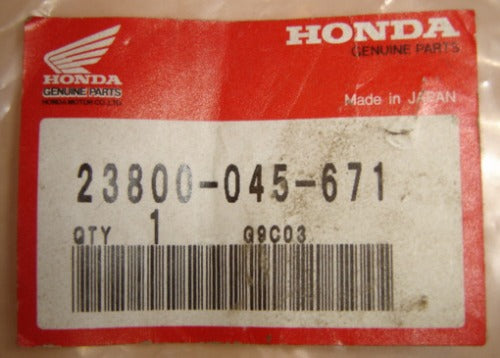 HONDA
GENUINE PARTS
HONDA MOTOR CO.,LTD.
HONDA
GENUINE PARTS
Made in JAPAN
23800-045-671
QTY 1 G9C03